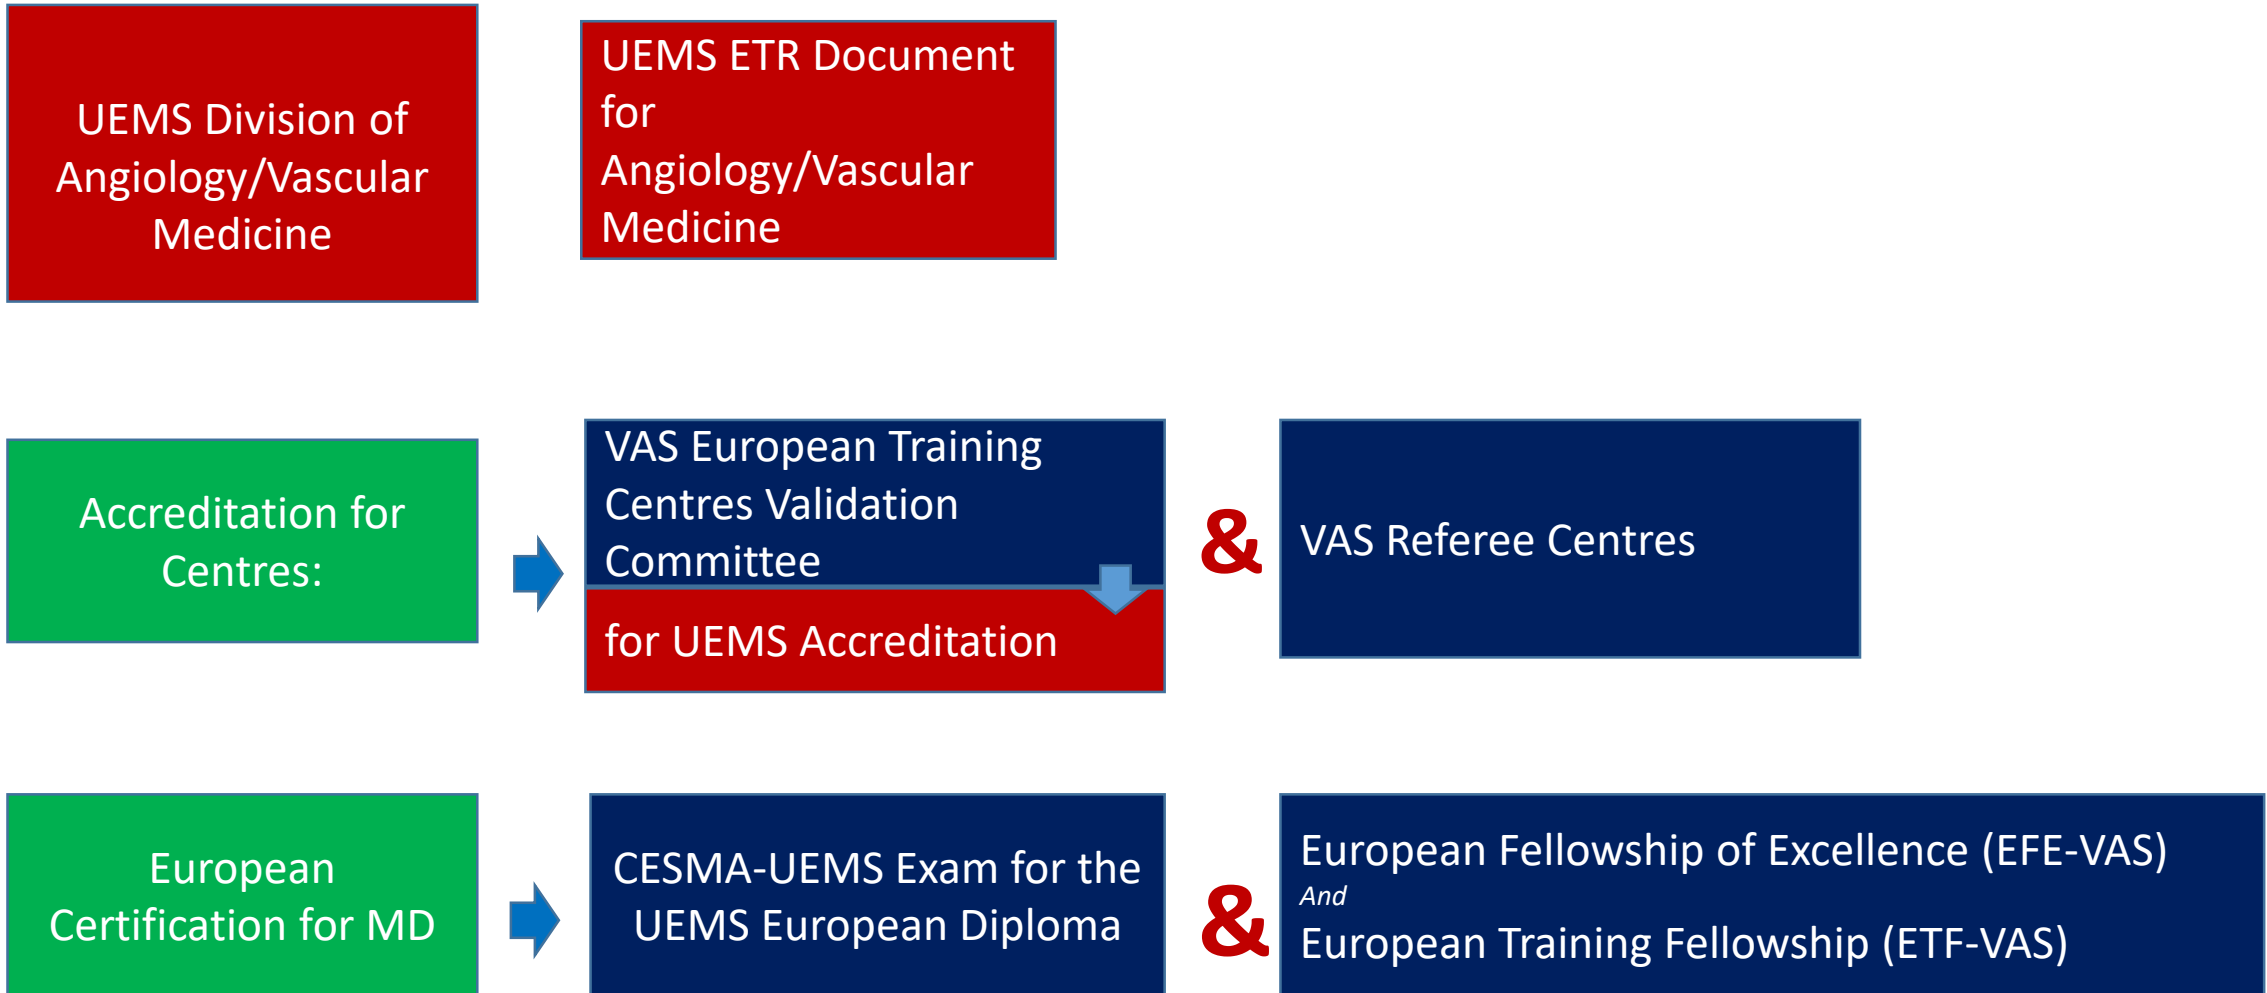 UEMS Division of
Angiology/Vascular
Medicine
UEMS ETR Document
for
Angiology/Vascular
Medicine
Accreditation for
Centres:
VAS European Training
Centres Validation
Committee
for UEMS Accreditation
&
VAS Referee Centres
European
Certification for MD
CESMA-UEMS Exam for the
UEMS European Diploma
&
European Fellowship of Excellence (EFE-VAS)
And
European Training Fellowship (ETF-VAS)